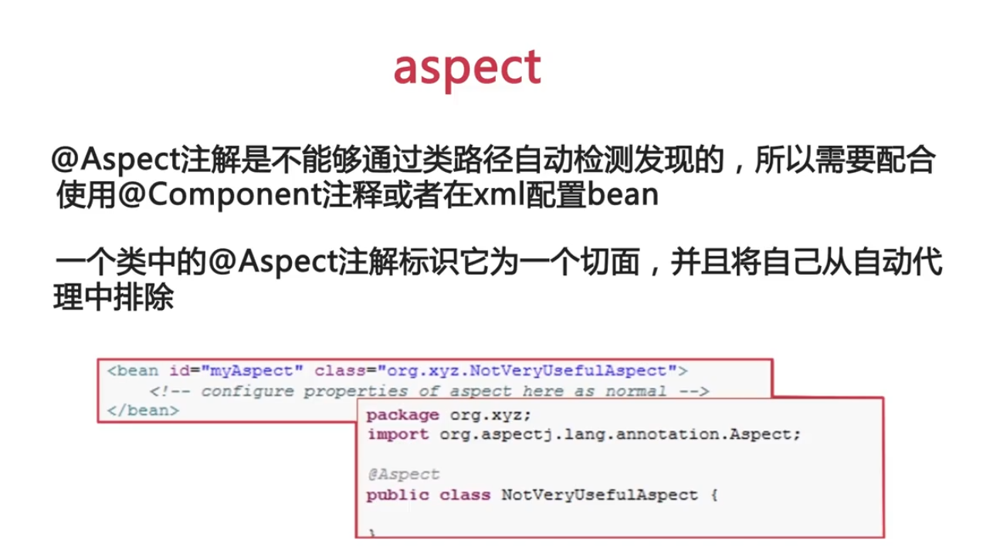 aspect
@Aspect注解是不能够通过类路径自动检测发现的，所以需要配合
使用@Component注释或者在xml配置bean
一个类中的@Aspect注解标识它为一个切面，并且将自己从自动代
理中排除
<bean id="myAspect" class="org.xyz.NotVeryUsefulAspect">
<!-- configure properties of aspect here as normal -->
</bean>
package org.xyz;
import org.aspectj.lang.annotation.Aspect;
@Aspect
public class NotVeryUsefulAspect {
}